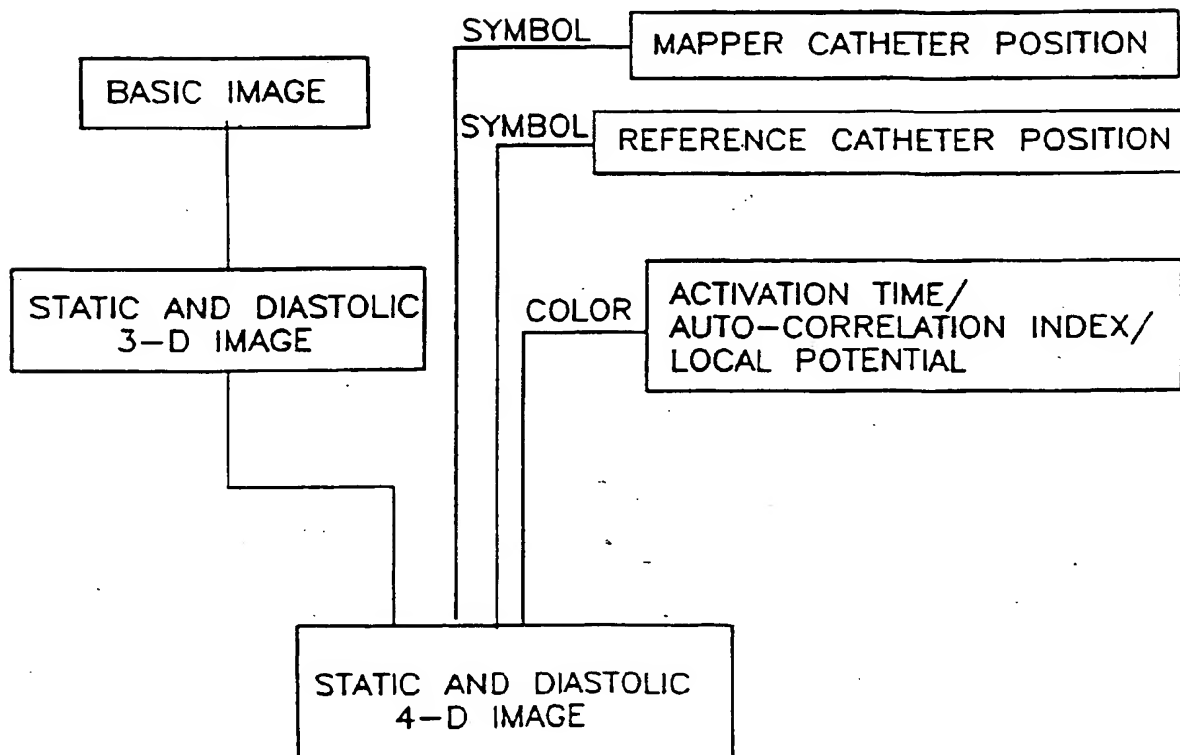 SYMBOL
MAPPER CATHETER POSITION
BASIC IMAGE
SYMBOL
REFERENCE CATHETER POSITION
STATIC AND DIASTOLIC
3-D IMAGE
COLOR
ACTIVATION TIME/
AUTO-CORRELATION INDEX/
LOCAL POTENTIAL
STATIC AND DIASTOLIC
4-D IMAGE